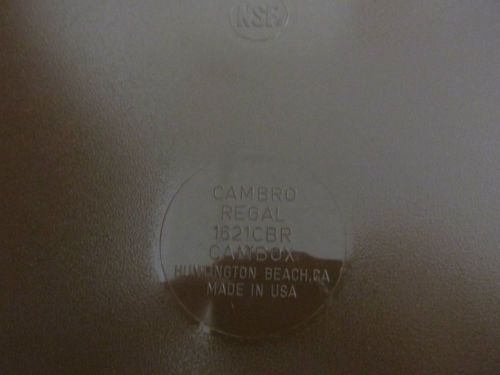 NSF
CAMBRO
REGAL
1621CBR
CAMBOX
HUNTINGTON BEACH, CA
MADE IN USA